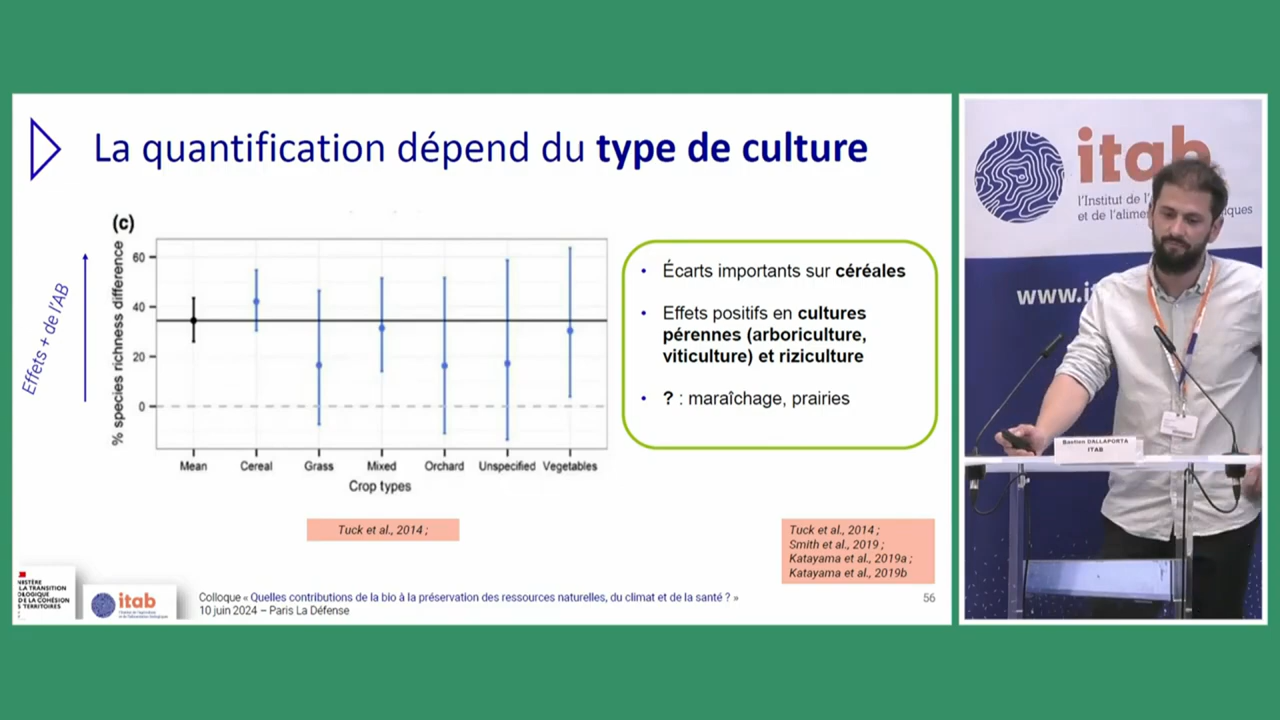 La quantification dépend du type de culture
(c)
% species richness difference
60
40
20
0
Effets + de l'AB
Mean Cereal Grass Mixed Orchard Unspecified Vegetables
Crop types
• Écarts importants sur céréales
• Effets positifs en cultures
pérennes (arboriculture,
viticulture) et riziculture
• ? : maraîchage, prairies
Tuck et al., 2014 ;
Tuck et al., 2014 ;
Smith et al., 2019 ;
Katayama et al., 2019a ;
Katayama et al., 2019b
NISTÈRE
LA TRANSITION
OLOGIQUE
DE LA COHÉSION
S TERRITOIRES
itab
Colloque « Quelles contributions de la bio à la préservation des ressources naturelles, du climat et de la santé ? »
10 juin 2024 – Paris La Défense
56
itab
l'Institut de l'
et de l'alime
iques
www.i
Bastien DALLAPORTA
ITAB